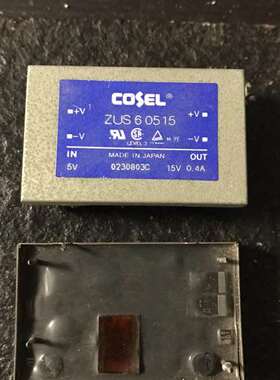 COSEL
ZUS 6 0515
+V
-V
+V
-V
LEVEL 3
IN
MADE IN JAPAN
OUT
5V
0230803C
15V 0.4A